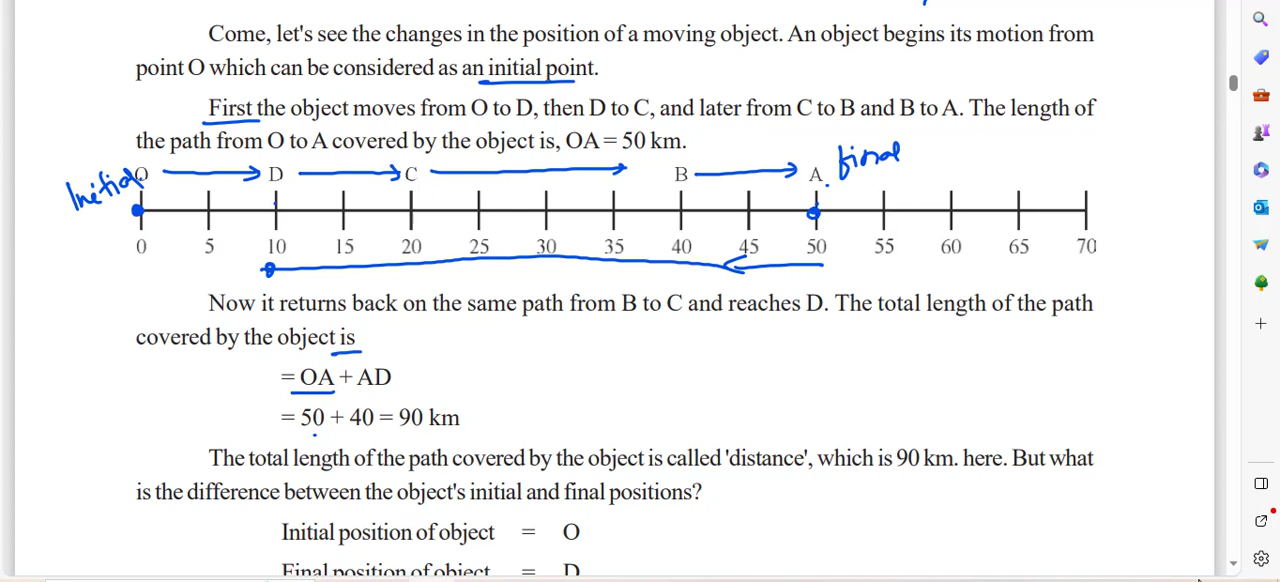 Come, let's see the changes in the position of a moving object. An object begins its motion from
point O which can be considered as an initial point.
First the object moves from O to D, then D to C, and later from C to B and B to A. The length of
the path from O to A covered by the object is, OA = 50 km.
Initial O D C B A final
0 5 10 15 20 25 30 35 40 45 50 55 60 65 70
Now it returns back on the same path from B to C and reaches D. The total length of the path
covered by the object is
= OA + AD
= 50 + 40 = 90 km
The total length of the path covered by the object is called 'distance', which is 90 km. here. But what
is the difference between the object's initial and final positions?
Initial position of object = O
Final position of object = D